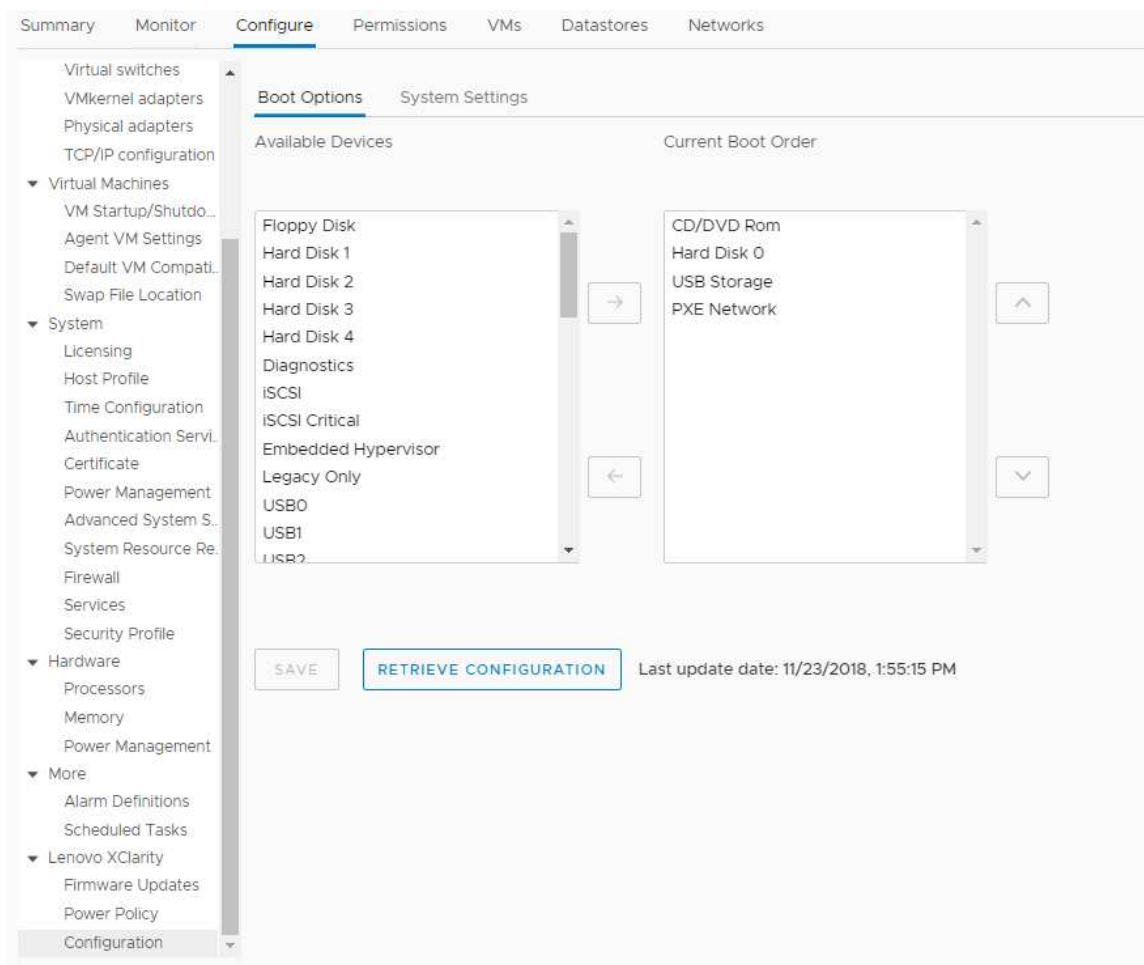 Summary Monitor Configure Permissions VMs Datastores Networks
Virtual switches
VMkernel adapters
Physical adapters
TCP/IP configuration
Virtual Machines
VM Startup/Shutdo...
Agent VM Settings
Default VM Compati..
Swap File Location
System
Licensing
Host Profile
Time Configuration
Authentication Servi..
Certificate
Power Management
Advanced System S..
System Resource Re.
Firewall
Services
Security Profile
Hardware
Processors
Memory
Power Management
More
Alarm Definitions
Scheduled Tasks
Lenovo XClarity
Firmware Updates
Power Policy
Configuration
Boot Options System Settings
Available Devices
Floppy Disk
Hard Disk 1
Hard Disk 2
Hard Disk 3
Hard Disk 4
Diagnostics
iSCSI
iSCSI Critical
Embedded Hypervisor
Legacy Only
USB0
USB1
USB2
Current Boot Order
CD/DVD Rom
Hard Disk 0
USB Storage
PXE Network
SAVE RETRIEVE CONFIGURATION Last update date: 11/23/2018, 1:55:15 PM